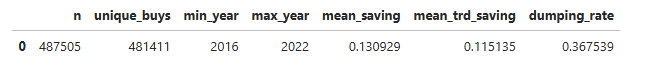 n unique_buys min_year max_year mean_saving mean_trd_saving dumping_rate
0 487505 481411 2016 2022 0.130929 0.115135 0.367539